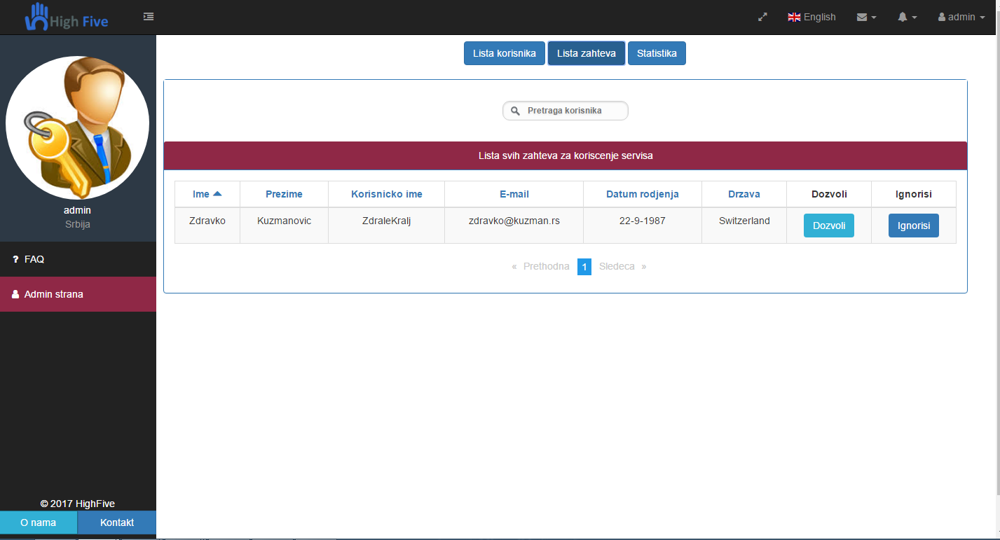 High Five
English
admin
Lista korisnika Lista zahteva Statistika
admin
Srbija
? FAQ
Admin strana
Pretraga korisnika
Lista svih zahteva za koriscenje servisa
Ime Prezime Korisnicko ime E-mail Datum rodjenja Drzava Dozvoli Ignorisi
Zdravko Kuzmanovic ZdraleKralj zdravko@kuzman.rs 22-9-1987 Switzerland Dozvoli Ignorisi
« Prethodna 1 Sledeca »
© 2017 HighFive
O nama Kontakt